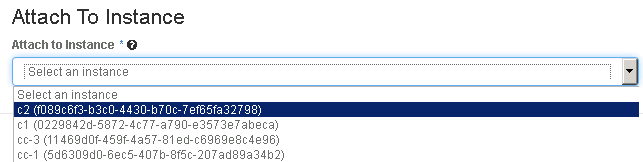 Attach To Instance
Attach to Instance * ?
Select an instance
Select an instance
c2 (f089c6f3-b3c0-4430-b70c-7ef65fa32798)
c1 (0229842d-5872-4c77-a790-e3573e7abeca)
cc-3 (11469d0f-459f-4a57-81ed-c6969e8c4e96)
cc-1 (5d6309d0-6ec5-407b-8f5c-207ad89a34b2)